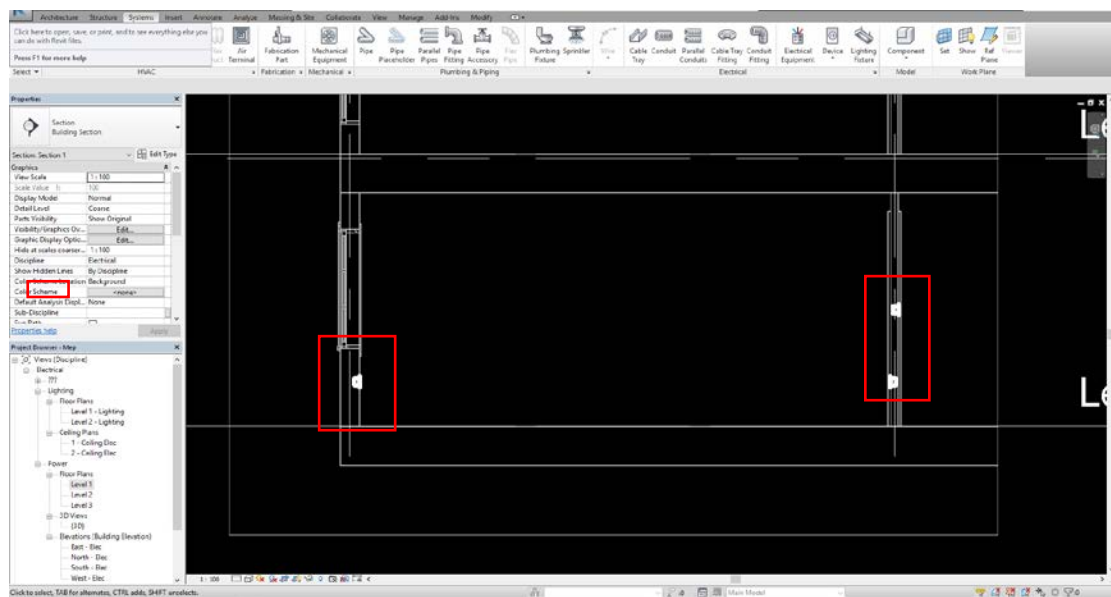 Architecture Structure Systems Insert Annotate Analyze Massing & Site Collaborate View Manage Add-Ins Modify
Click here to open, save, or print, and to see everything else you
can do with Revit files.
Press F1 for more help
Air
Terminal
Fabrication
Part
Mechanical
Equipment
Pipe
Pipe
Placeholder
Parallel
Pipes
Pipe
Fitting
Pipe
Accessory
Flex
Pipe
Plumbing
Fixture
Sprinkler
Wire
Cable
Tray
Conduit
Parallel
Conduits
Cable Tray
Fitting
Conduit
Fitting
Electrical
Equipment
Device
Lighting
Fixture
Component
Set
Show
Ref
Plane
Viewer
Select HVAC Fabrication Mechanical Plumbing & Piping Electrical Model Work Plane
Properties
Section
Building Section
Section: Section 1 Edit Type
Graphics
View Scale 1 : 100
Scale Value 1: 100
Display Model Normal
Detail Level Coarse
Parts Visibility Show Original
Visibility/Graphics Ov... Edit...
Graphic Display Optio... Edit...
Hide at scales coarser... 1 : 100
Discipline Electrical
Show Hidden Lines By Discipline
Color Scheme Location Background
Color Scheme <none>
Default Analysis Displ... None
Sub-Discipline
Sun Path
Properties help Apply
Project Browser - Mep
Views (Discipline)
Electrical
???
Lighting
Floor Plans
Level 1 - Lighting
Level 2 - Lighting
Ceiling Plans
1 - Ceiling Elec
2 - Ceiling Elec
Power
Floor Plans
Level 1
Level 2
Level 3
3D Views
{3D}
Elevations (Building Elevation)
East - Elec
North - Elec
South - Elec
West - Elec
Le
Le
1 : 100
Click to select, TAB for alternates, CTRL adds, SHIFT unselects.
:0
Main Model
:0